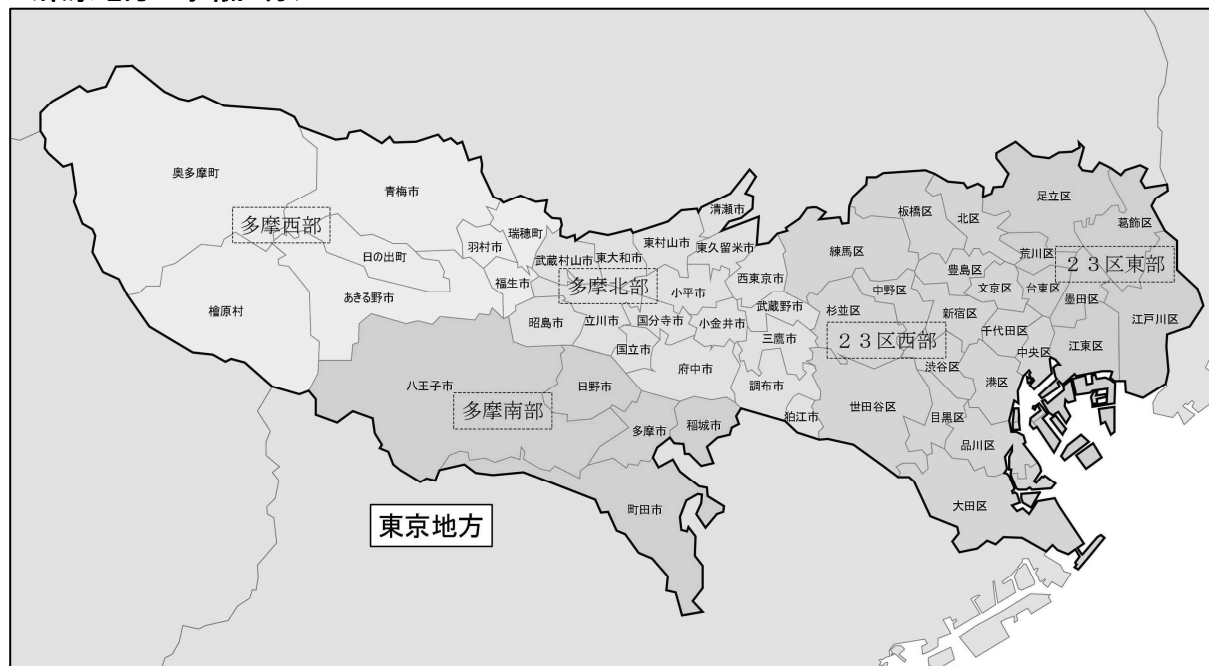 奥多摩町
青梅市
多摩西部
日の出町
檜原村
あきる野市
羽村市
瑞穂町
福生市
武蔵村山市
東大和市
東村山市
清瀬市
東久留米市
多摩北部
小平市
西東京市
昭島市
立川市
国分寺市
小金井市
武蔵野市
国立市
三鷹市
府中市
調布市
狛江市
八王子市
多摩南部
日野市
多摩市
稲城市
町田市
東京地方
練馬区
板橋区
北区
足立区
葛飾区
荒川区
23区東部
豊島区
文京区
台東区
墨田区
江戸川区
中野区
杉並区
新宿区
千代田区
23区西部
渋谷区
中央区
江東区
港区
世田谷区
目黒区
品川区
大田区